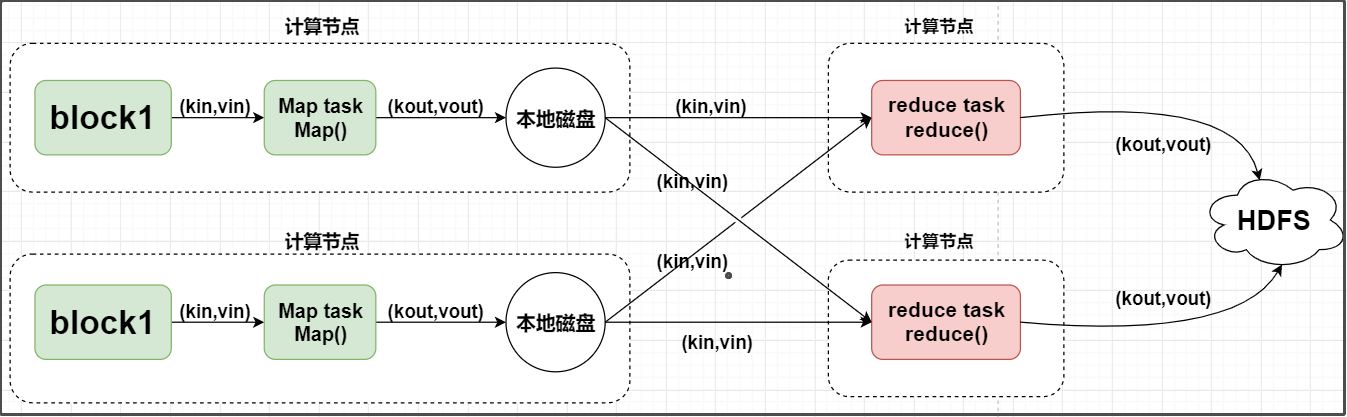 计算节点
计算节点
block1
(kin,vin)
Map task
Map()
(kout,vout)
本地磁盘
(kin,vin)
reduce task
reduce()
(kout,vout)
(kin,vin)
HDFS
计算节点
计算节点
(kin,vin)
block1
(kin,vin)
Map task
Map()
(kout,vout)
本地磁盘
(kin,vin)
reduce task
reduce()
(kout,vout)